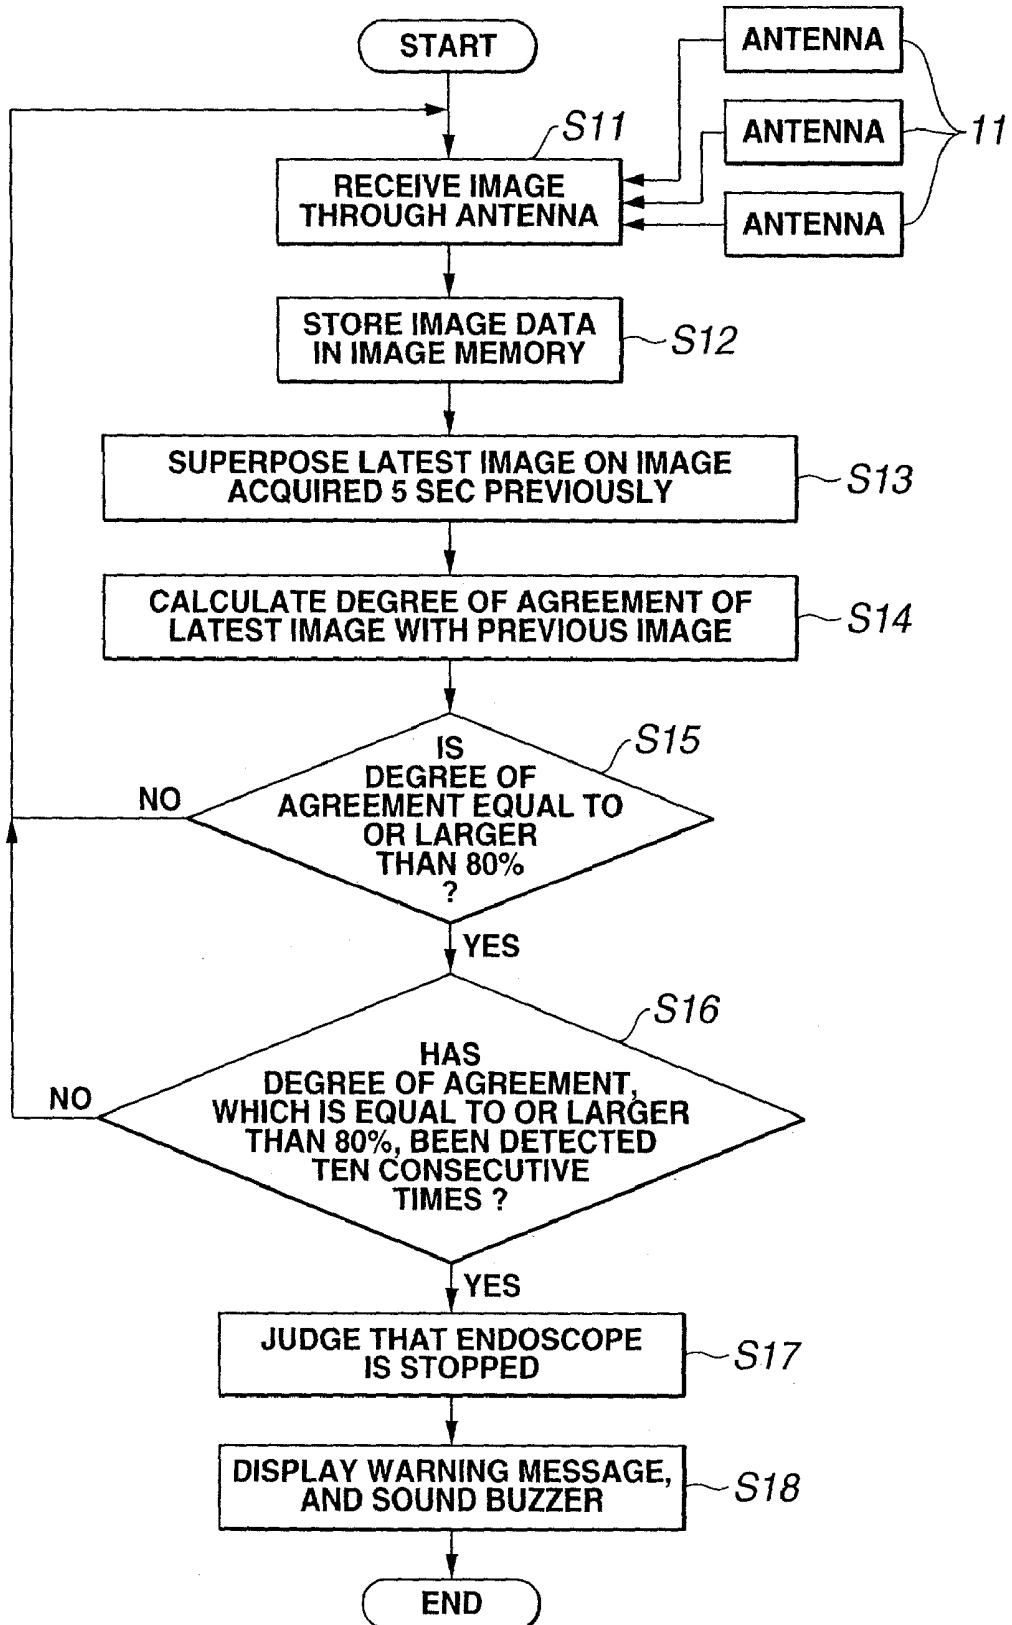 START
ANTENNA
ANTENNA
ANTENNA
11
S11
RECEIVE IMAGE
THROUGH ANTENNA
STORE IMAGE DATA
IN IMAGE MEMORY
S12
SUPERPOSE LATEST IMAGE ON IMAGE
ACQUIRED 5 SEC PREVIOUSLY
S13
CALCULATE DEGREE OF AGREEMENT OF
LATEST IMAGE WITH PREVIOUS IMAGE
S14
S15
IS
DEGREE OF
AGREEMENT EQUAL TO
OR LARGER
THAN 80%
?
NO
YES
S16
HAS
DEGREE OF AGREEMENT,
WHICH IS EQUAL TO OR LARGER
THAN 80%, BEEN DETECTED
TEN CONSECUTIVE
TIMES ?
NO
YES
JUDGE THAT ENDOSCOPE
IS STOPPED
S17
DISPLAY WARNING MESSAGE,
AND SOUND BUZZER
S18
END